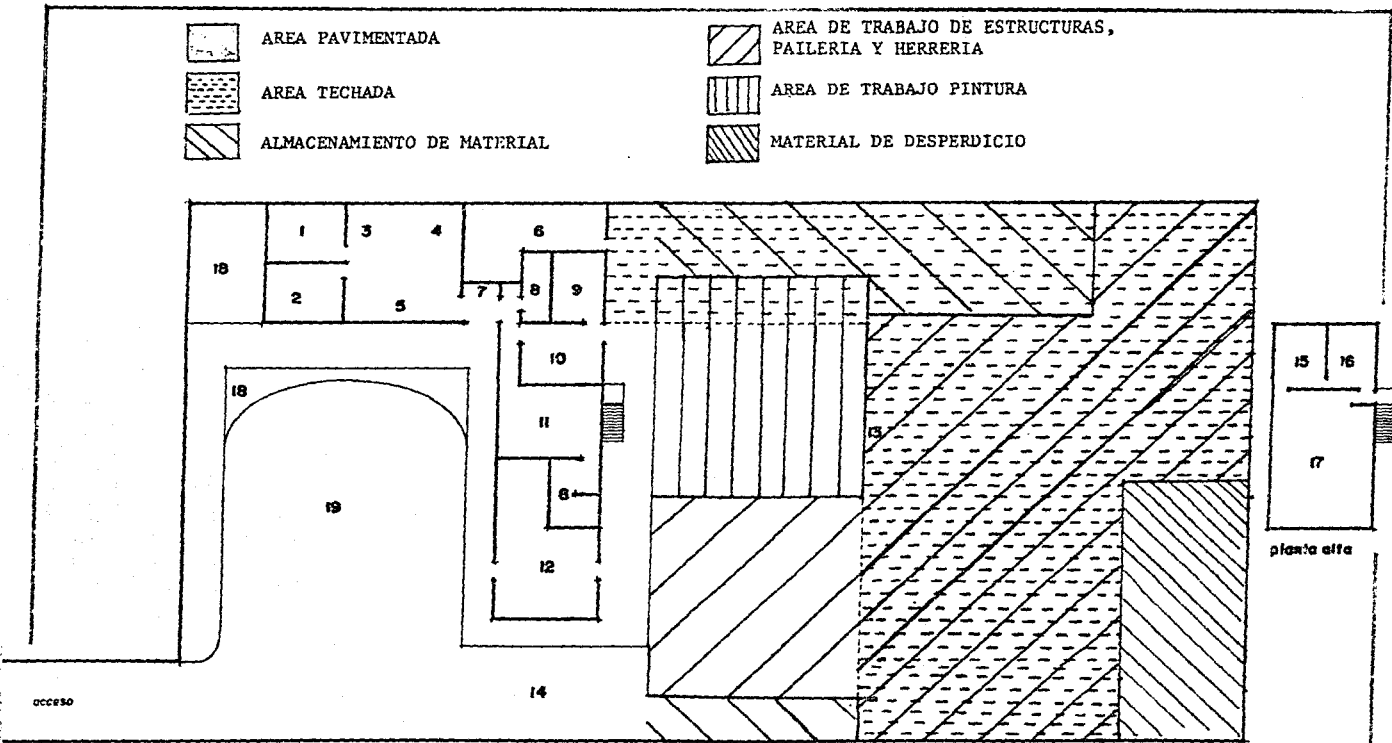 AREA PAVIMENTADA
AREA TECHADA
ALMACENAMIENTO DE MATERIAL
AREA DE TRABAJO DE ESTRUCTURAS,
PAILERIA Y HERRERIA
AREA DE TRABAJO PINTURA
MATERIAL DE DESPERDICIO
1
3
4
6
18
2
5
7
8
9
10
15
16
18
11
13
17
8
19
planta alta
12
14
acceso